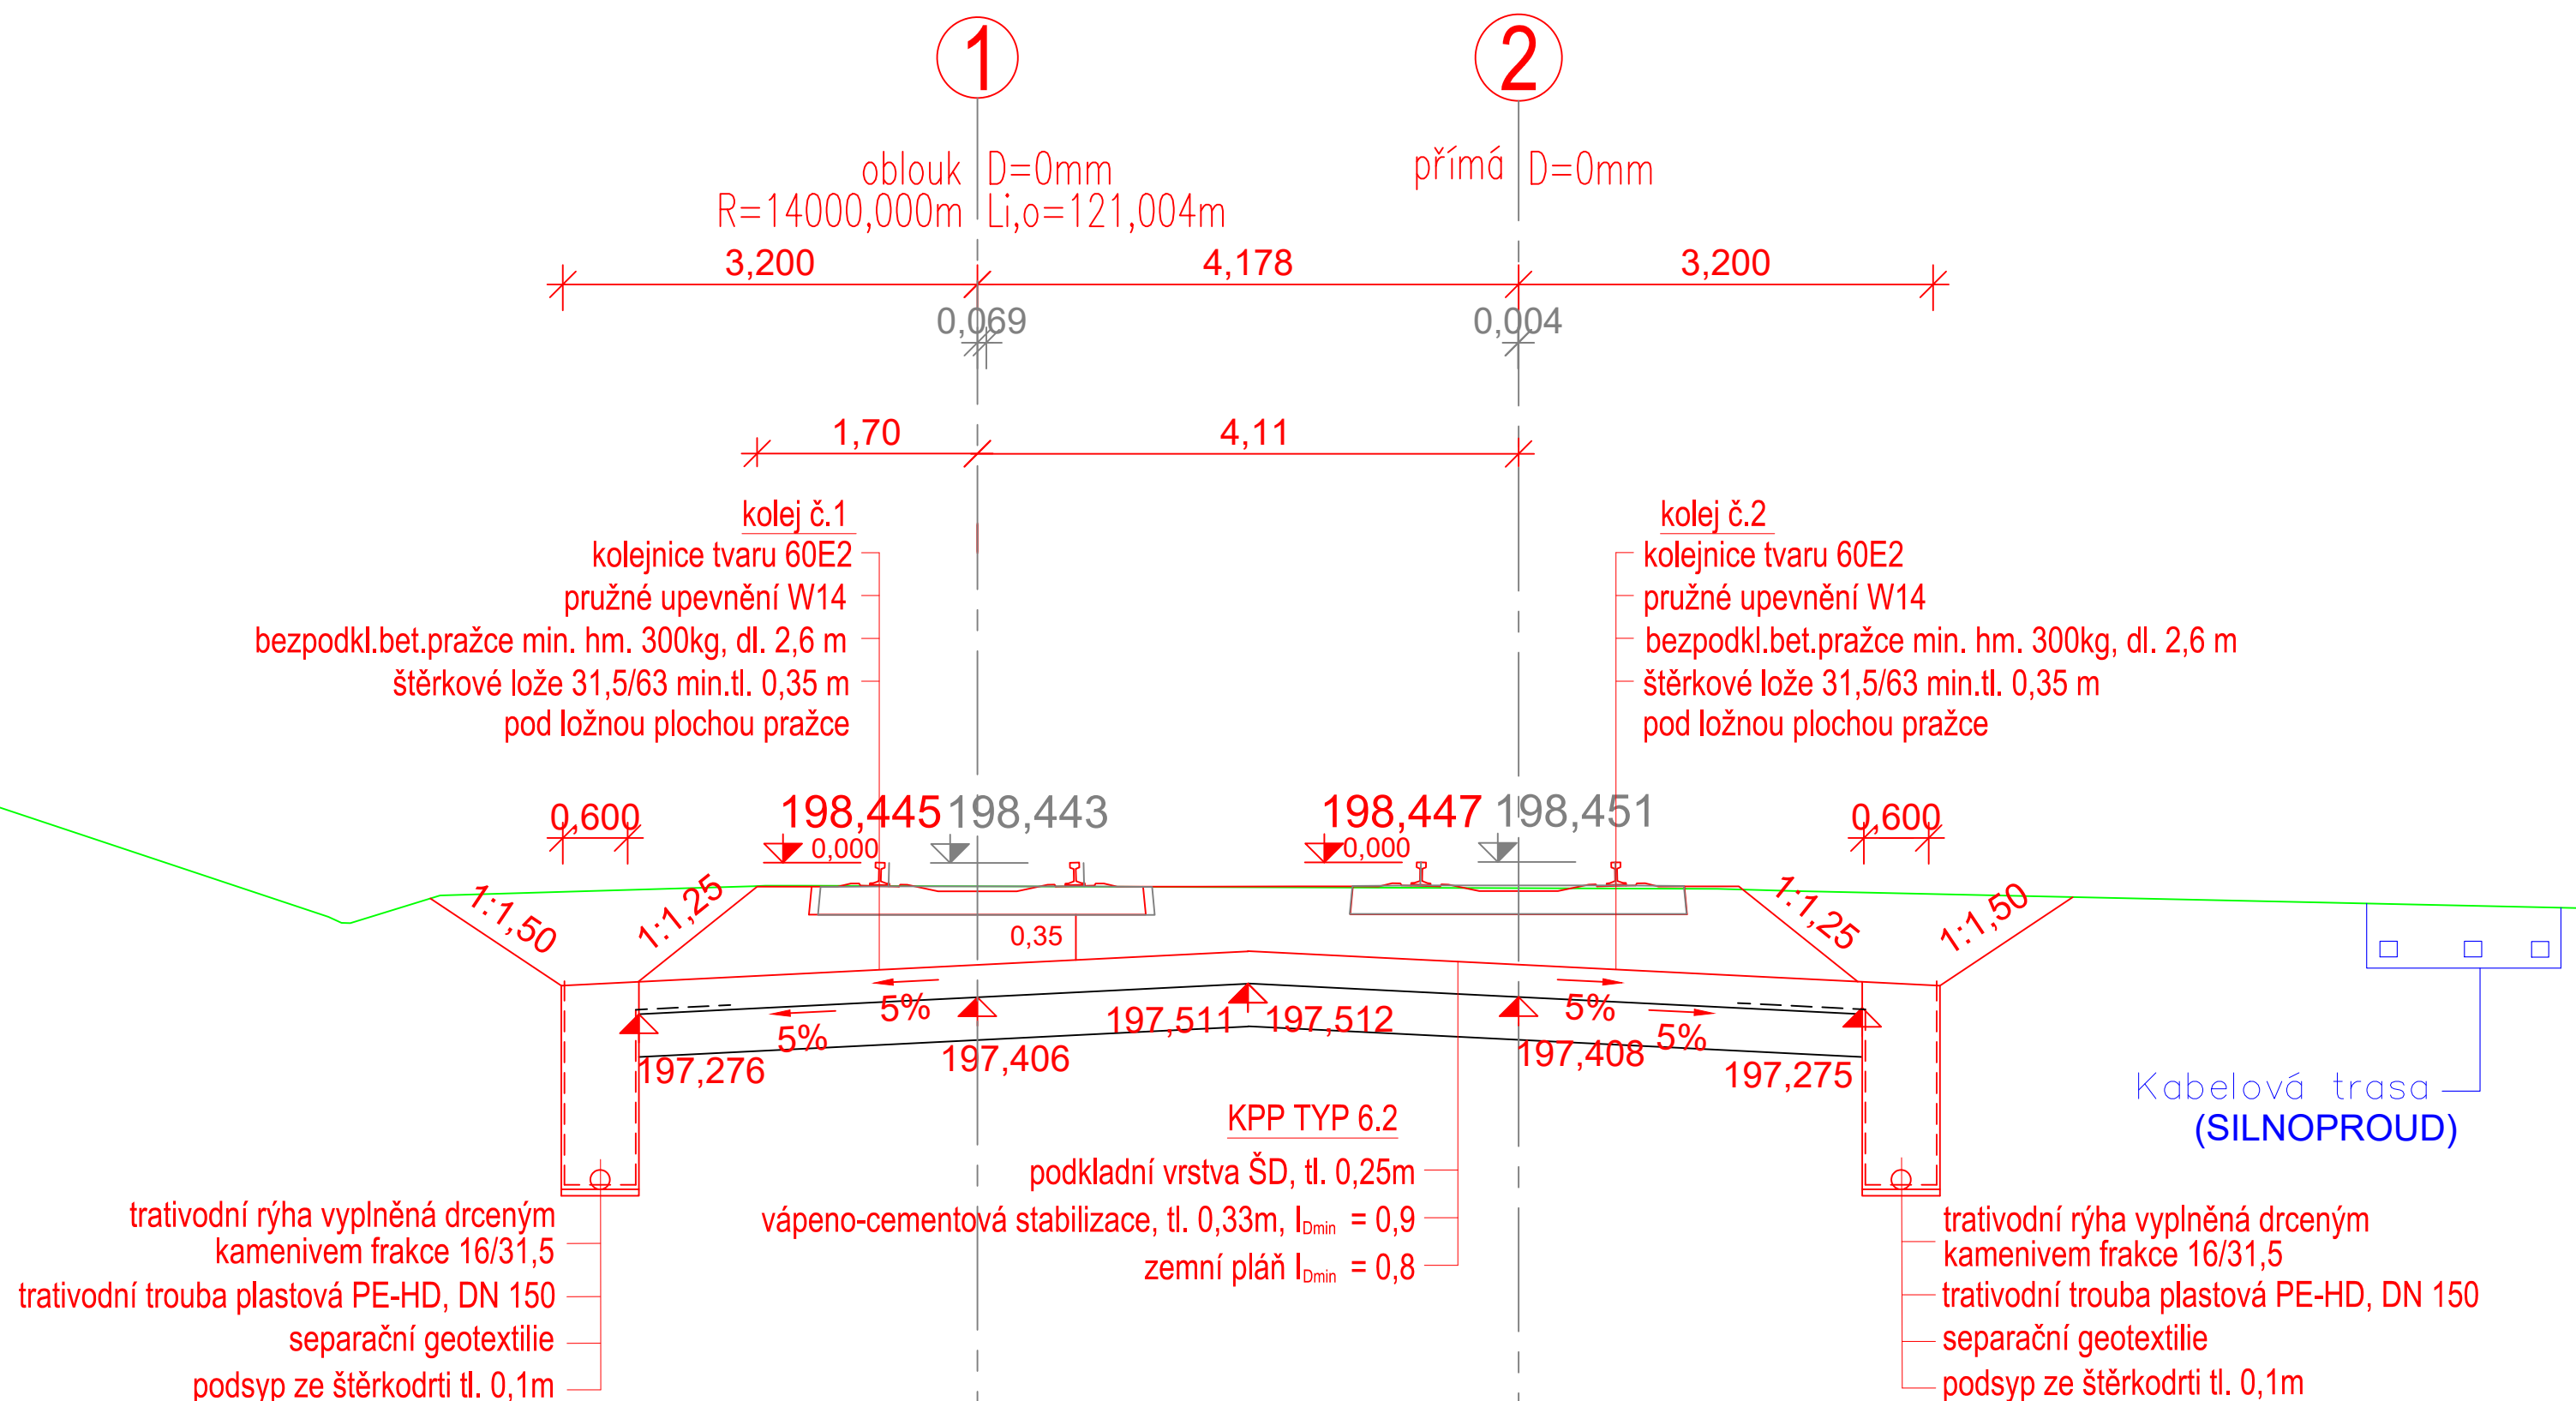 1
2
oblouk D=0mm
R=14000,000m Li,o=121,004m
přímá D=0mm
3,200
4,178
3,200
0,069
0,004
1,70
4,11
kolej č.1
kolejnice tvaru 60E2
pružné upevnění W14
bezpodkl.bet.pražce min. hm. 300kg, dl. 2,6 m
štěrkové lože 31,5/63 min.tl. 0,35 m
pod ložnou plochou pražce
kolej č.2
kolejnice tvaru 60E2
pružné upevnění W14
bezpodkl.bet.pražce min. hm. 300kg, dl. 2,6 m
štěrkové lože 31,5/63 min.tl. 0,35 m
pod ložnou plochou pražce
0,600
198,445 198,443
0,000
198,447 198,451
0,000
0,600
1:1,50
1:1,25
0,35
1:1,25
1:1,50
5%
5%
5%
5%
197,276
197,406
197,511
197,512
197,408
197,275
KPP TYP 6.2
podkladní vrstva ŠD, tl. 0,25m
vápeno-cementová stabilizace, tl. 0,33m, IDmin = 0,9
zemní pláň IDmin = 0,8
Kabelová trasa
(SILNOPROUD)
trativodní rýha vyplněná drceným
kamenivem frakce 16/31,5
trativodní trouba plastová PE-HD, DN 150
separační geotextilie
podsyp ze štěrkodrti tl. 0,1m
trativodní rýha vyplněná drceným
kamenivem frakce 16/31,5
trativodní trouba plastová PE-HD, DN 150
separační geotextilie
podsyp ze štěrkodrti tl. 0,1m